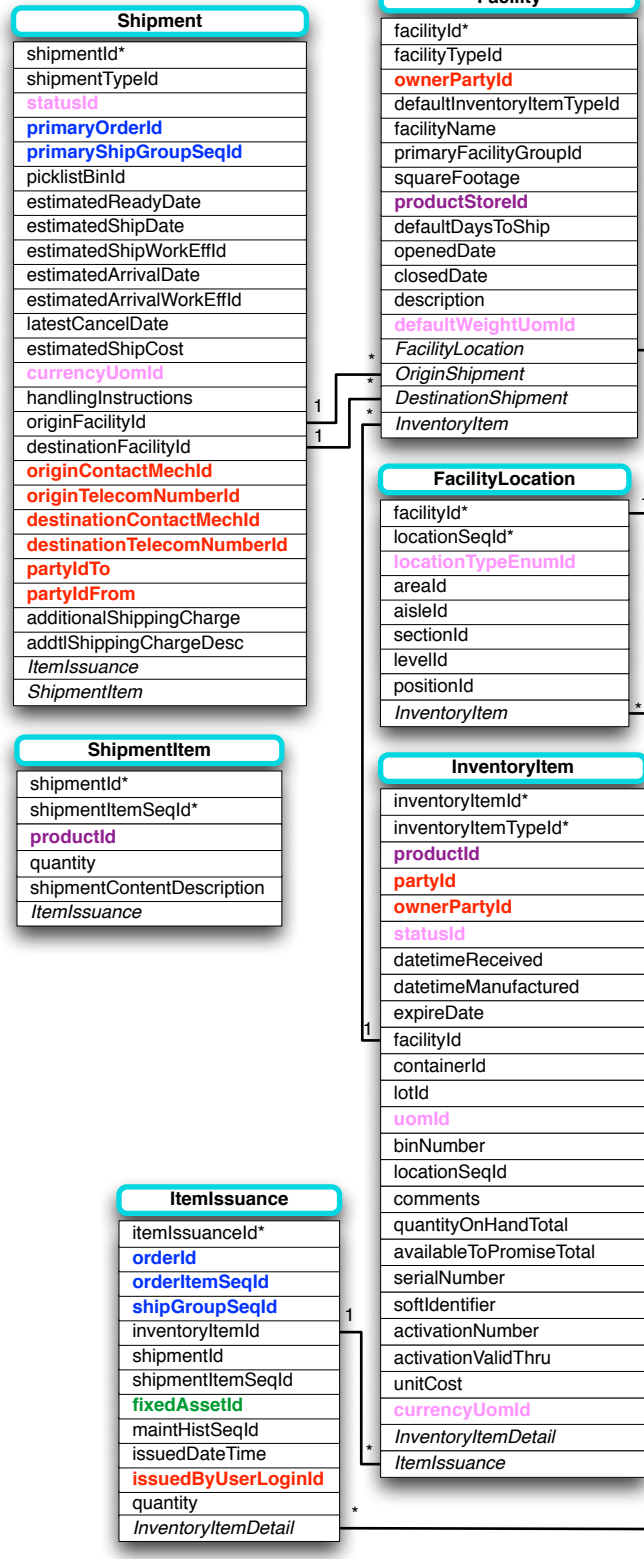 Shipment
shipmentId*
shipmentTypeId
statusId
primaryOrderId
primaryShipGroupSeqId
picklistBinId
estimatedReadyDate
estimatedShipDate
estimatedShipWorkEffId
estimatedArrivalDate
estimatedArrivalWorkEffId
latestCancelDate
estimatedShipCost
currencyUomId
handlingInstructions
originFacilityId
destinationFacilityId
originContactMechId
originTelecomNumberId
destinationContactMechId
destinationTelecomNumberId
partyIdTo
partyIdFrom
additionalShippingCharge
addtlShippingChargeDesc
ItemIssuance
ShipmentItem
1
1
*
*
*
Facility
facilityId*
facilityTypeId
ownerPartyId
defaultInventoryItemTypeId
facilityName
primaryFacilityGroupId
squareFootage
productStoreId
defaultDaysToShip
openedDate
closedDate
description
defaultWeightUomId
FacilityLocation
OriginShipment
DestinationShipment
InventoryItem
FacilityLocation
facilityId*
locationSeqId*
locationTypeEnumId
areaId
aisleId
sectionId
levelId
positionId
InventoryItem
*
ShipmentItem
shipmentId*
shipmentItemSeqId*
productId
quantity
shipmentContentDescription
ItemIssuance
InventoryItem
inventoryItemId*
inventoryItemTypeId*
productId
partyId
ownerPartyId
statusId
datetimeReceived
datetimeManufactured
expireDate
1
facilityId
containerId
lotId
uomId
binNumber
locationSeqId
comments
quantityOnHandTotal
availableToPromiseTotal
serialNumber
softIdentifier
activationNumber
activationValidThru
unitCost
currencyUomId
InventoryItemDetail
ItemIssuance
ItemIssuance
itemIssuanceId*
orderId
orderItemSeqId
shipGroupSeqId
inventoryItemId
shipmentId
shipmentItemSeqId
fixedAssetId
maintHistSeqId
issuedDateTime
issuedByUserLoginId
quantity
InventoryItemDetail
1
*
*